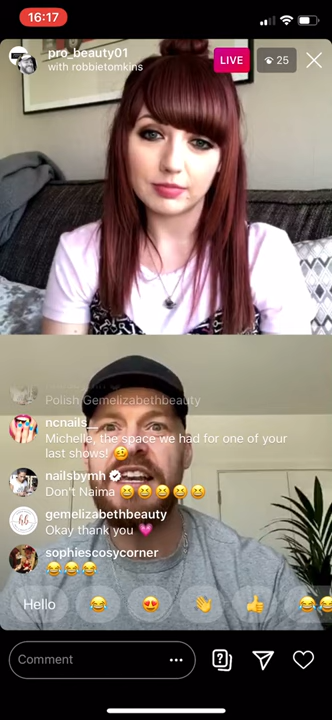 16:17
pro_beauty01
with robbietomkins
LIVE
25
Polish Gemelizabethbeauty
ncnails__
Michelle, the space we had for one of your
last shows! 🤨
nailsbymh
Don't Naima 😆😆😆😆😆
gemelizabethbeauty
Okay thank you 💗
sophiescosycorner
😂😂😂
Hello 😂 😍 👋 👍 😂😂
Comment